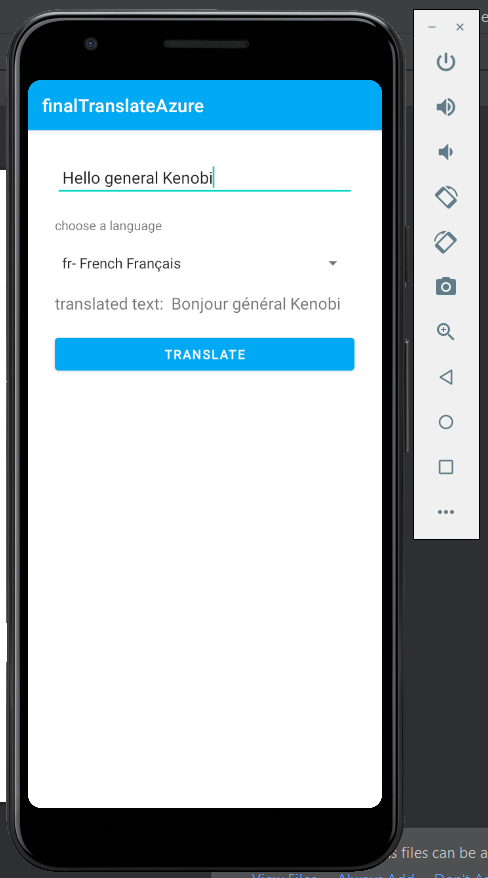 finalTranslateAzure
Hello general Kenobi
choose a language
fr- French Français
translated text: Bonjour général Kenobi
TRANSLATE
files can be a
View Files
Always Add